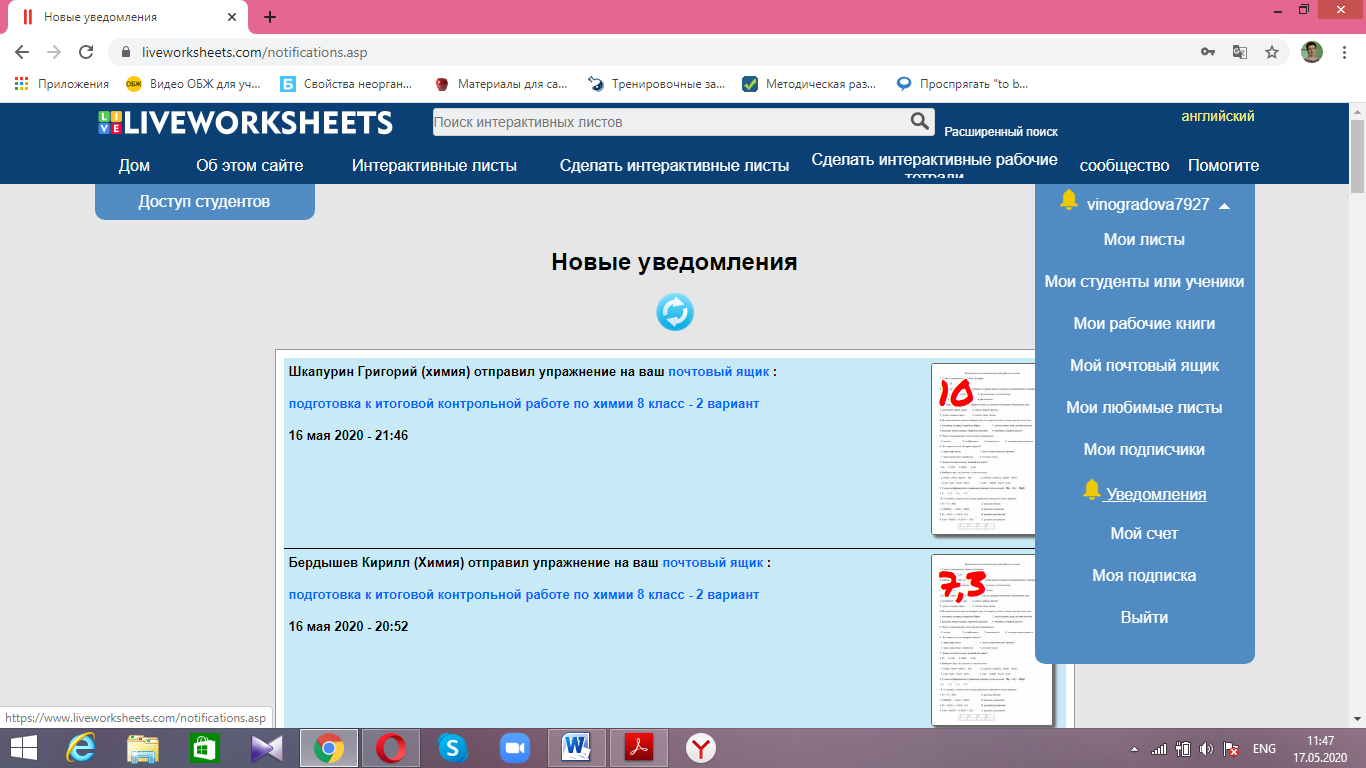 Новые уведомления
liveworksheets.com/notifications.asp
Приложения
Видео ОБЖ для уч...
Свойства неорган...
Материалы для са...
Тренировочные за...
Методическая раз...
Проспрягать "to b...
LIVE LIVEWORKSHEETS
Поиск интерактивных листов
Расширенный поиск
английский
Дом
Об этом сайте
Интерактивные листы
Сделать интерактивные листы
Сделать интерактивные рабочие
тетради
сообщество
Помогите
Доступ студентов
vinogradova7927
Мои листы
Мои студенты или ученики
Мои рабочие книги
Мой почтовый ящик
Мои любимые листы
Мои подписчики
Уведомления
Мой счет
Моя подписка
Выйти
Новые уведомления
Шкапурин Григорий (химия) отправил упражнение на ваш почтовый ящик :
подготовка к итоговой контрольной работе по химии 8 класс - 2 вариант
16 мая 2020 - 21:46
10
Бердышев Кирилл (Химия) отправил упражнение на ваш почтовый ящик :
подготовка к итоговой контрольной работе по химии 8 класс - 2 вариант
16 мая 2020 - 20:52
7,3
https://www.liveworksheets.com/notifications.asp
ENG
11:47
17.05.2020